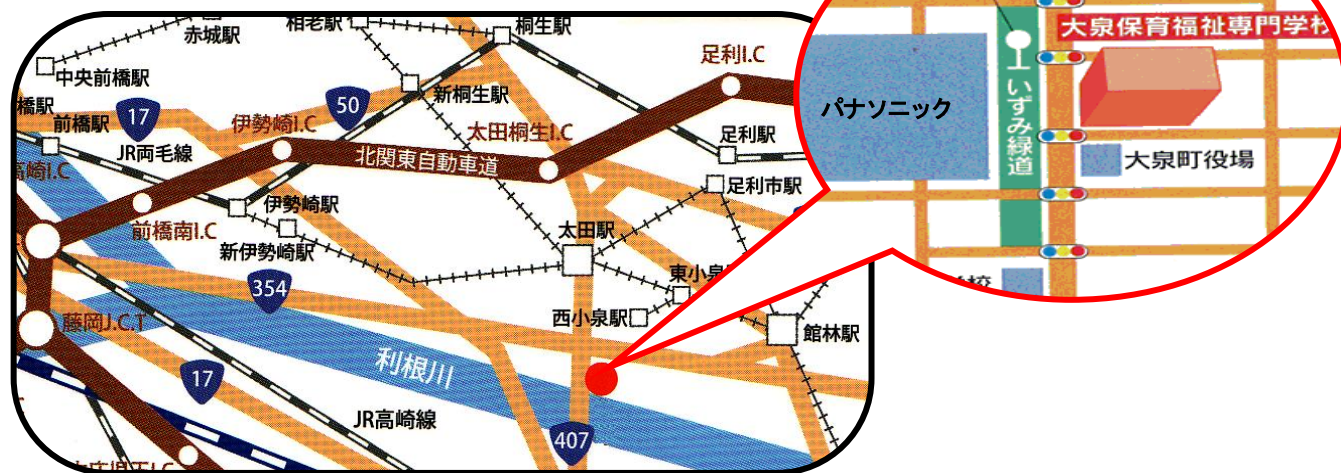 赤城駅
相老駅
桐生駅
中央前橋駅
足利I.C
橋駅
前橋駅
17
50
新桐生駅
伊勢崎I.C
太田桐生I.C
足利駅
JR両毛線
北関東自動車道
高崎I.C
足利市駅
伊勢崎駅
前橋南I.C
新伊勢崎駅
太田駅
354
東小泉
西小泉駅
藤岡J.C.T
館林駅
利根川
17
JR高崎線
407
大泉保育福祉専門学校
パナソニック
いずみ緑道
大泉町役場
校